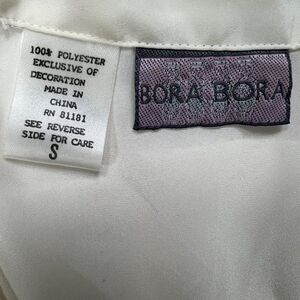 100% POLYESTER
EXCLUSIVE OF
DECORATION
MADE IN
CHINA
RN 81181
SEE REVERSE
SIDE FOR CARE
S
BORA BORA